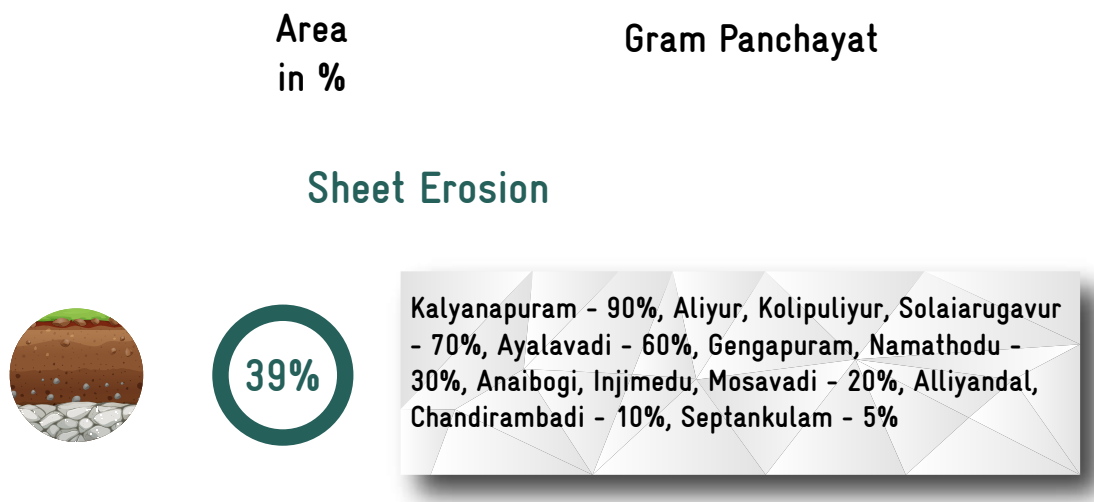 Area
in %
Gram Panchayat
Sheet Erosion
39%
Kalyanapuram - 90%, Aliyur, Kolipuliyur, Solaiarugavur
- 70%, Ayalavadi - 60%, Gengapuram, Namathodu -
30%, Anaibogi, Injimedu, Mosavadi - 20%, Alliyandal,
Chandirambadi - 10%, Septankulam - 5%